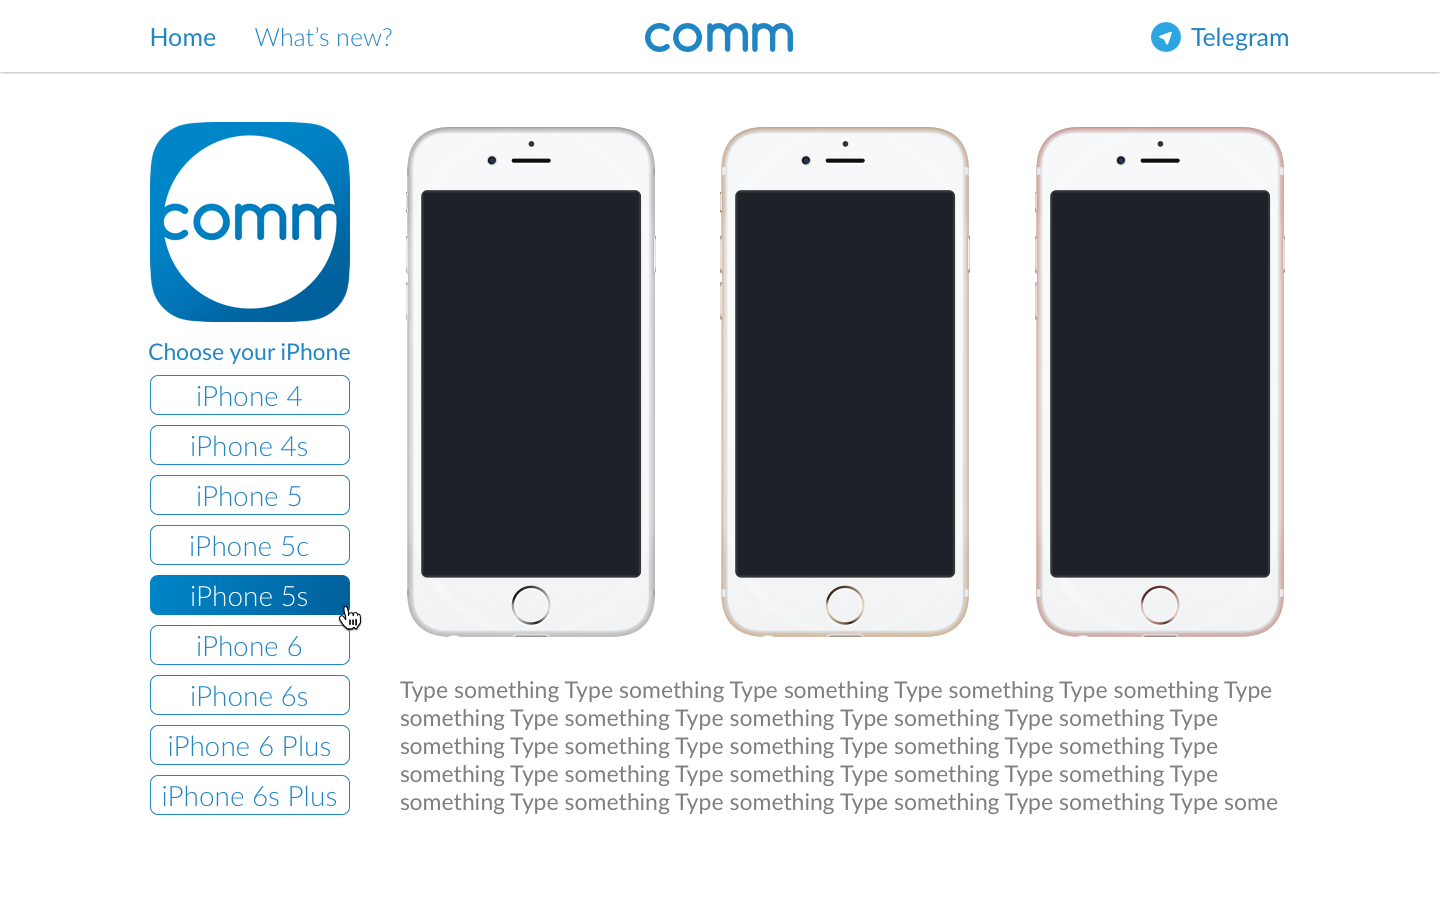 Home What's new? comm Telegram
comm
Choose your iPhone
iPhone 4
iPhone 4s
iPhone 5
iPhone 5c
iPhone 5s
iPhone 6
iPhone 6s
iPhone 6 Plus
iPhone 6s Plus
Type something Type something Type something Type something Type something Type
something Type something Type something Type something Type something Type
something Type something Type something Type something Type something Type
something Type something Type something Type something Type something Type
something Type something Type something Type something Type something Type some